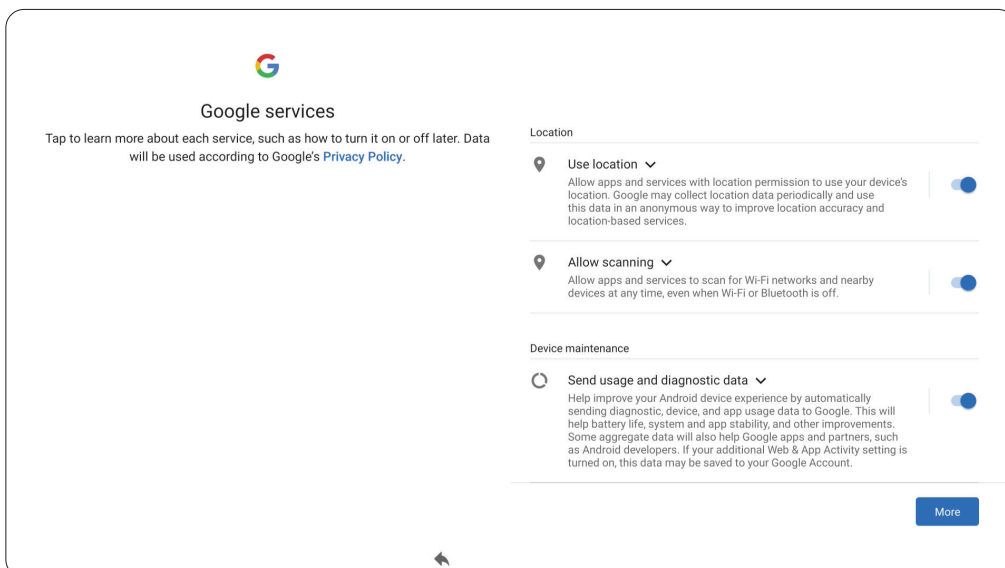 Google services
Tap to learn more about each service, such as how to turn it on or off later. Data
will be used according to Google's Privacy Policy.
Location
Use location
Allow apps and services with location permission to use your device's
location. Google may collect location data periodically and use
this data in an anonymous way to improve location accuracy and
location-based services.
Allow scanning
Allow apps and services to scan for Wi-Fi networks and nearby
devices at any time, even when Wi-Fi or Bluetooth is off.
Device maintenance
Send usage and diagnostic data
Help improve your Android device experience by automatically
sending diagnostic, device, and app usage data to Google. This will
help battery life, system and app stability, and other improvements.
Some aggregate data will also help Google apps and partners, such
as Android developers. If your additional Web & App Activity setting is
turned on, this data may be saved to your Google Account.
More